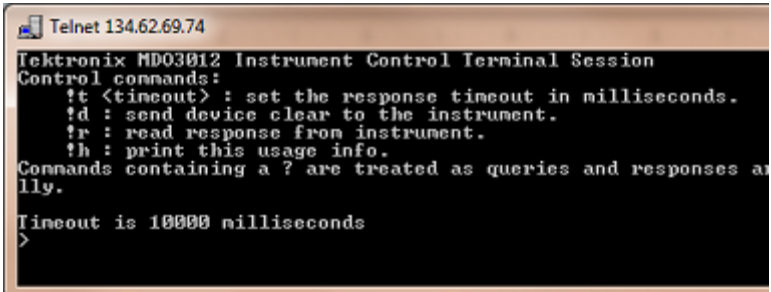 Telnet 134.62.69.74
Tektronix MDO3012 Instrument Control Terminal Session
Control commands:
!t <timeout> : set the response timeout in milliseconds.
!d : send device clear to the instrument.
!r : read response from instrument.
!h : print this usage info.
Commands containing a ? are treated as queries and responses
lly.
Timeout is 10000 milliseconds
>